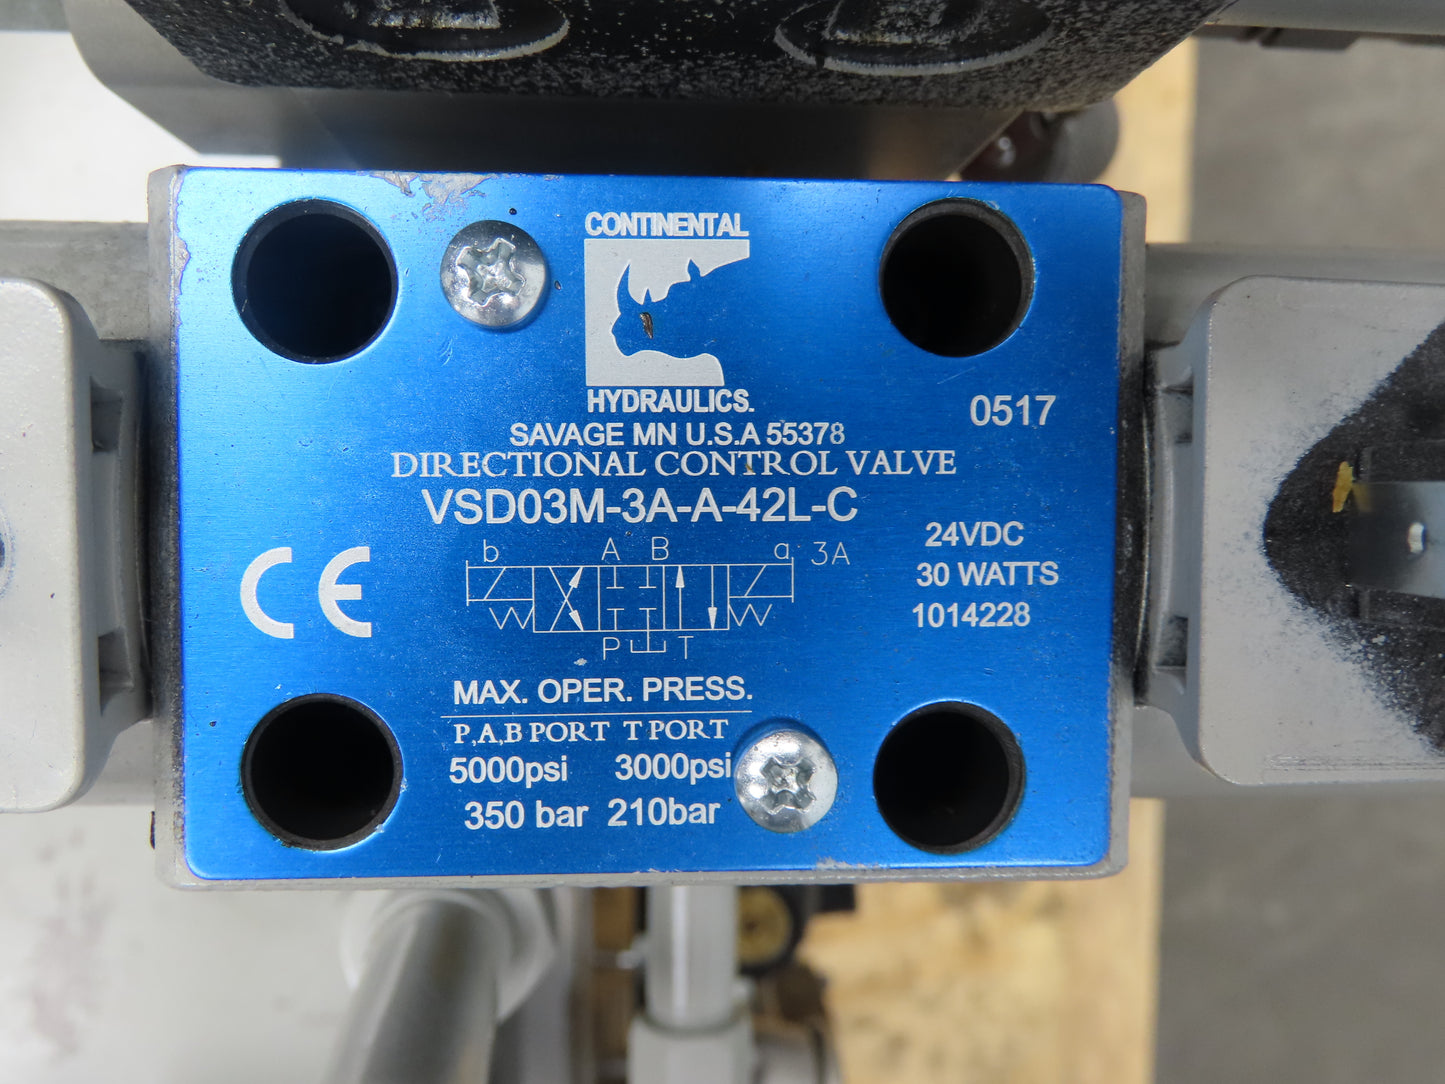 CONTINENTAL
HYDRAULICS.
0517
SAVAGE MN U.S.A 55378
DIRECTIONAL CONTROL VALVE
VSD03M-3A-A-42L-C
CE
b A B a 3A
P T
24VDC
30 WATTS
1014228
MAX. OPER. PRESS.
P,A,B PORT T PORT
5000psi 3000psi
350 bar 210bar